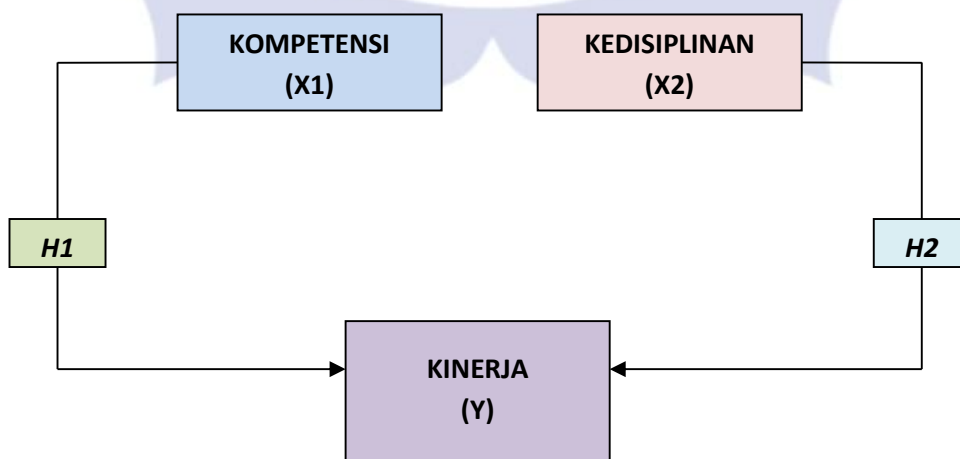 KOMPETENSI
(X1)
KEDISIPLINAN
(X2)
H1
H2
KINERJA
(Y)